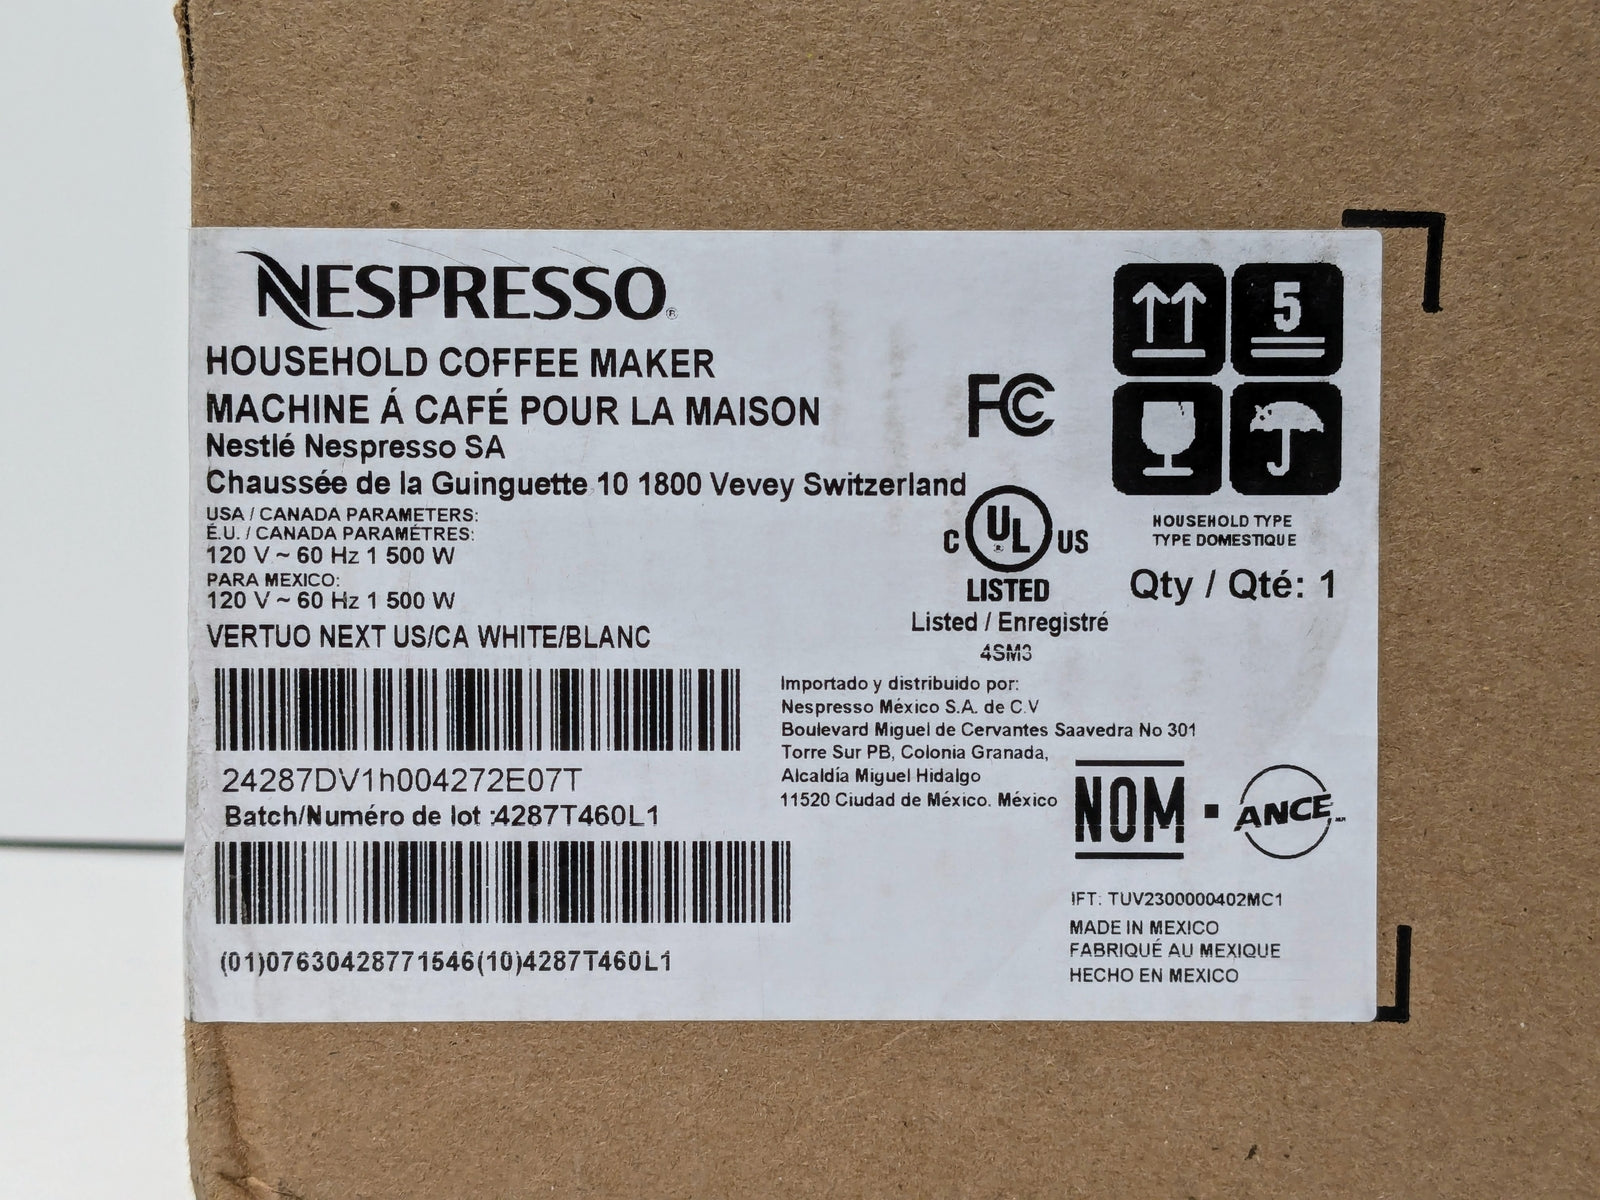 NESPRESSO®
HOUSEHOLD COFFEE MAKER
MACHINE Á CAFÉ POUR LA MAISON
Nestlé Nespresso SA
Chaussée de la Guinguette 10 1800 Vevey Switzerland
USA / CANADA PARAMETERS:
É.U. / CANADA PARAMÉTRES:
120 V ~ 60 Hz 1 500 W
PARA MEXICO:
120 V ~ 60 Hz 1 500 W
VERTUO NEXT US/CA WHITE/BLANC
24287DV1h004272E07T
Batch/Numéro de lot :4287T460L1
(01)07630428771546(10)4287T460L1
FC
C UL® US
LISTED
Listed / Enregistré
4SM3
5
HOUSEHOLD TYPE
TYPE DOMESTIQUE
Qty / Qté: 1
Importado y distribuido por:
Nespresso México S.A. de C.V
Boulevard Miguel de Cervantes Saavedra No 301
Torre Sur PB, Colonia Granada,
Alcaldía Miguel Hidalgo
11520 Ciudad de México. México
NOM - ANCE
IFT: TUV2300000402MC1
MADE IN MEXICO
FABRIQUÉ AU MEXIQUE
HECHO EN MEXICO